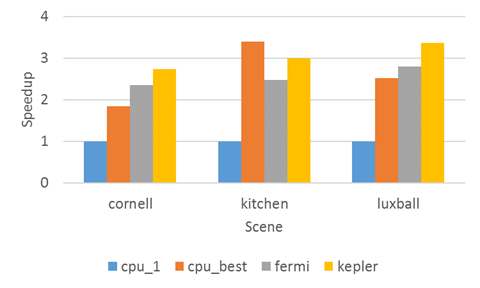 4
3
2
1
0
Speedup
cornell kitchen luxball
Scene
cpu_1 cpu_best fermi kepler